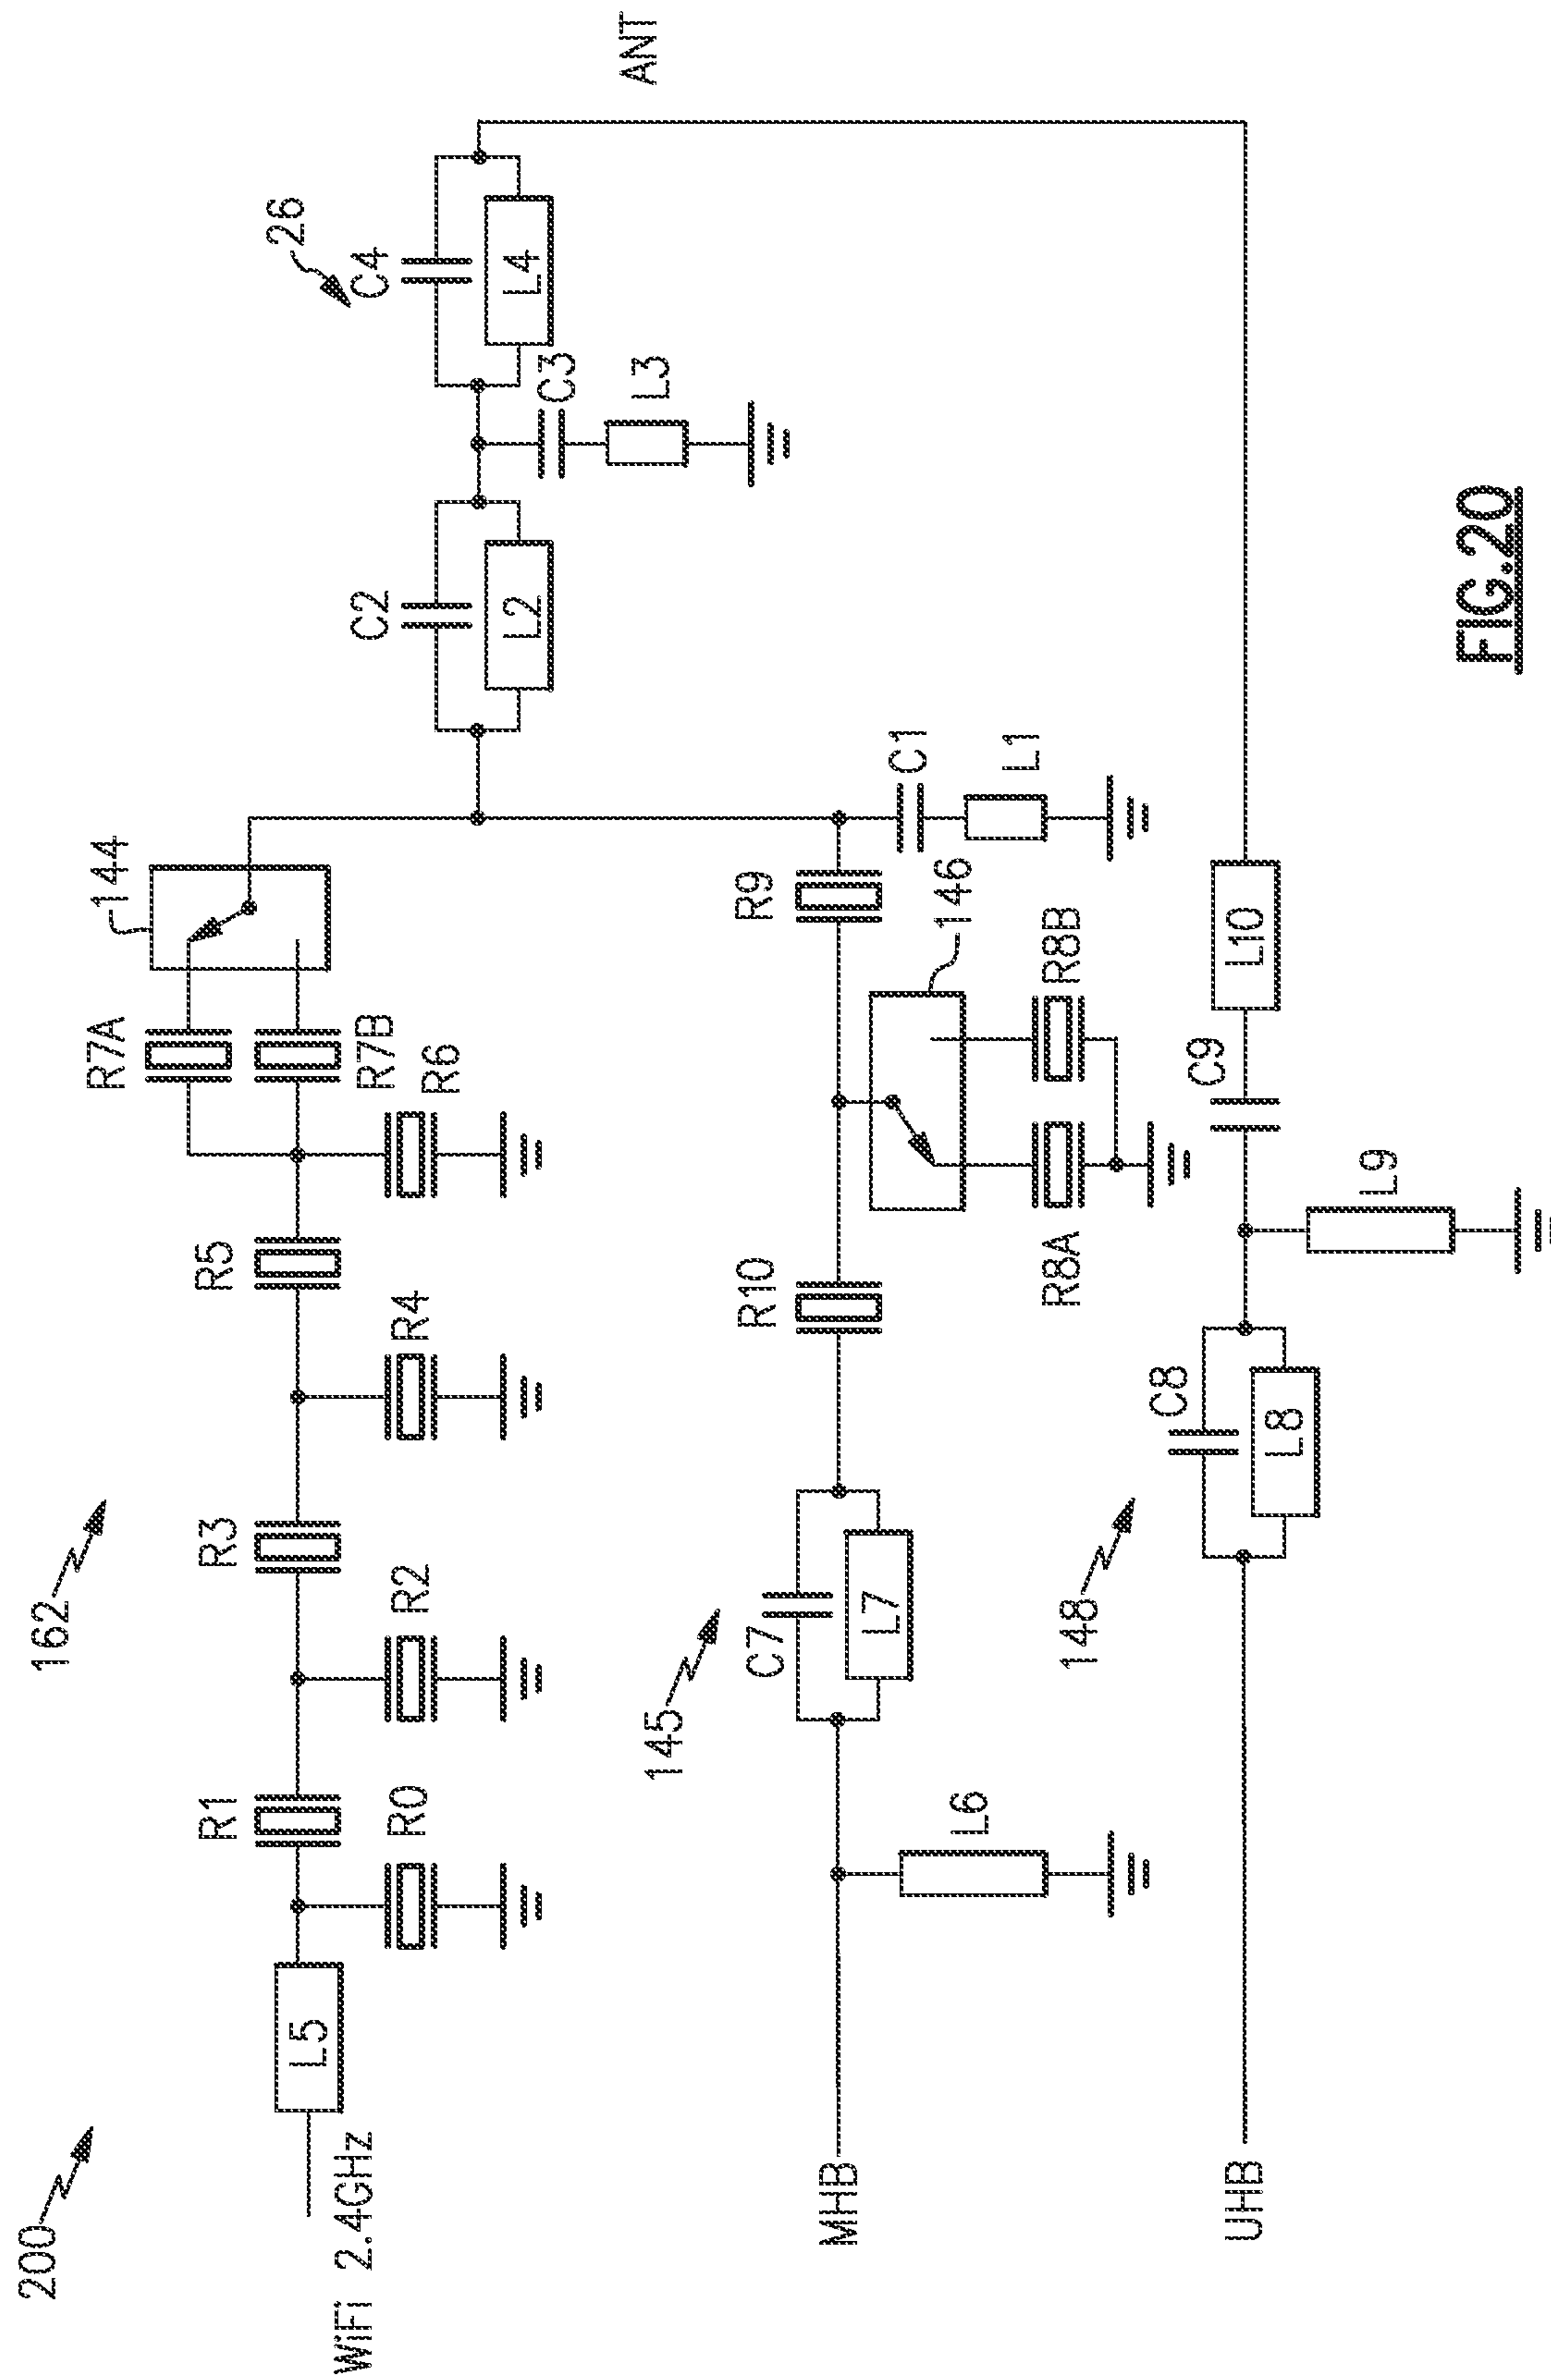 200
162
144
26
ANT
WiFi 2.4GHz
L5
R0
R1
R2
R3
R4
R5
R6
R7A
R7B
C2
L2
C3
L3
C4
L4
145
MHB
L6
C7
L7
R10
146
R8A
R8B
R9
C1
L1
148
UHB
C8
L8
L9
C9
L10
FIG.20